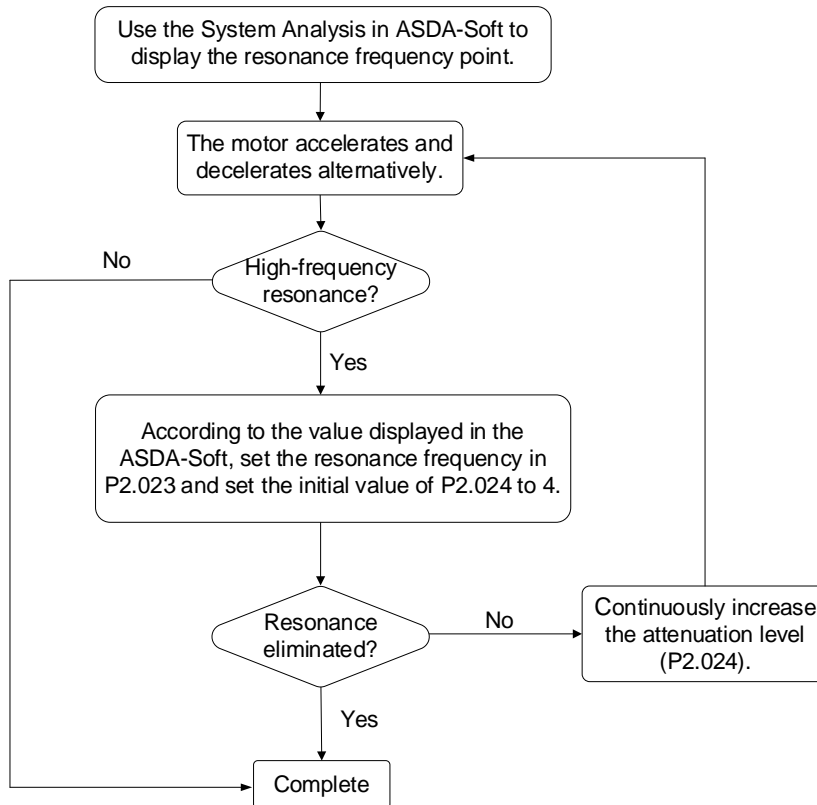 Use the System Analysis in ASDA-Soft to
display the resonance frequency point.
The motor accelerates and
decelerates alternatively.
No
High-frequency
resonance?
Yes
According to the value displayed in the
ASDA-Soft, set the resonance frequency in
P2.023 and set the initial value of P2.024 to 4.
Resonance
eliminated?
No
Continuously increase
the attenuation level
(P2.024).
Yes
Complete